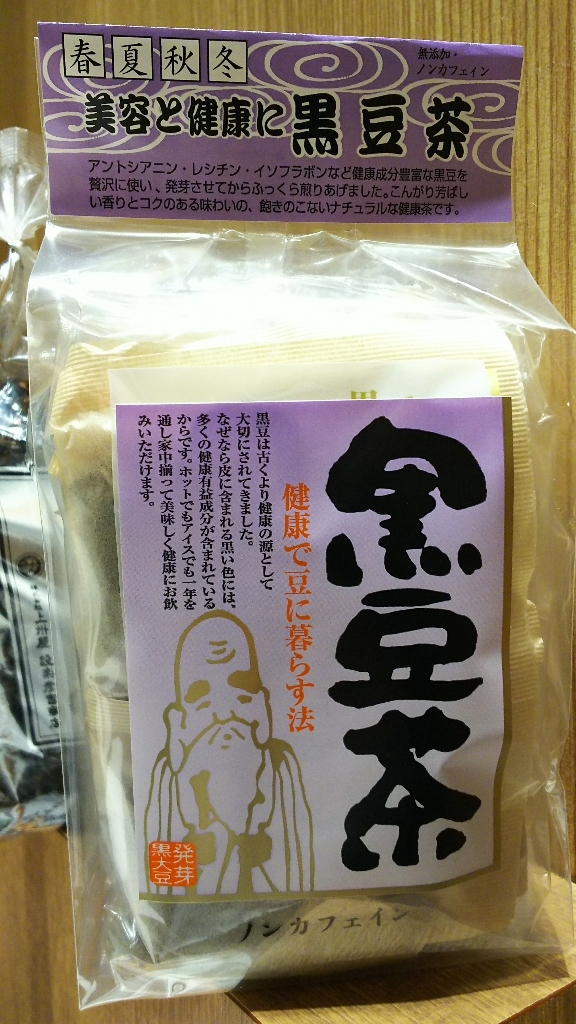 春夏秋冬
無添加・
ノンカフェイン
美容と健康に黒豆茶
アントシアニン・レシチン・イソフラボンなど健康成分豊富な黒豆を
贅沢に使い、発芽させてからふっくら煎りあげました。こんがり芳ばし
い香りとコクのある味わいの、飽きのこないナチュラルな健康茶です。
黒豆茶
健康で豆に暮らす法
黒豆は古くより健康の源として
大切にされてきました。
なぜなら皮に含まれる黒い色には、
多くの健康有益成分が含まれている
からです。ホットでもアイスでも一年を
通し家中揃って美味しく健康にお飲
みいただけます。
発芽
黒大豆
ノンカフェイン